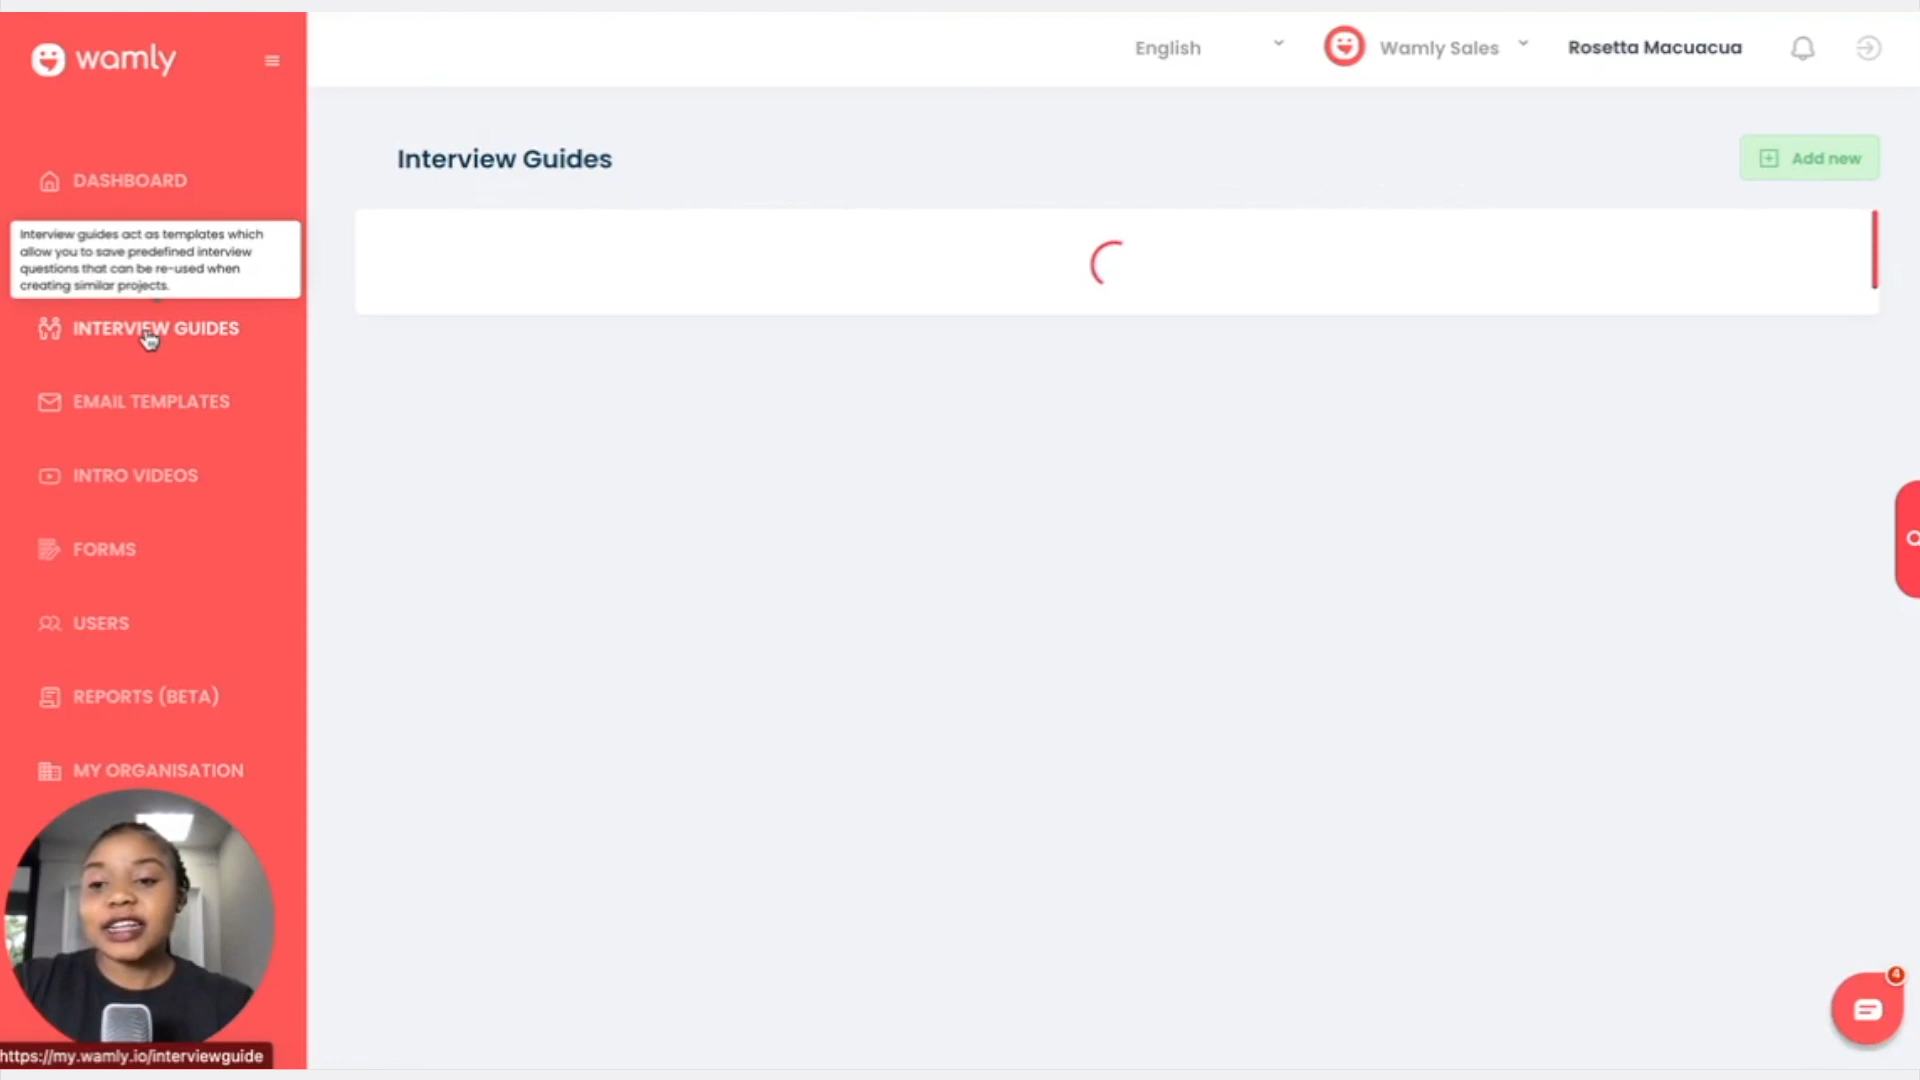 wamly
English
Wamly Sales
Rosetta Macuacua
Interview Guides
Add new
DASHBOARD
Interview guides act as templates which
allow you to save predefined interview
questions that can be re-used when
creating similar projects.
INTERVIEW GUIDES
EMAIL TEMPLATES
INTRO VIDEOS
FORMS
USERS
REPORTS (BETA)
MY ORGANISATION
4
https://my.wamly.io/interviewguide